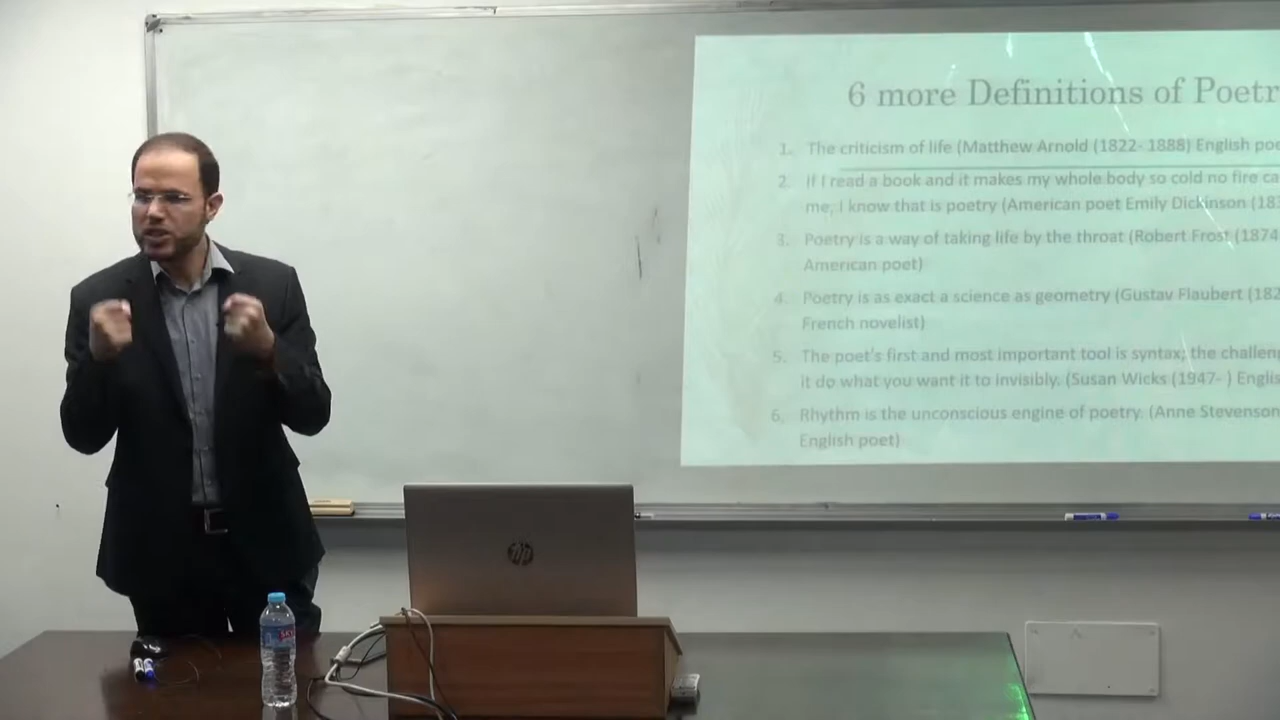 6 more Definitions of Poetr
1. The criticism of life (Matthew Arnold (1822- 1888) English poe
2. If I read a book and it makes my whole body so cold no fire ca
me, I know that is poetry (American poet Emily Dickinson (183
3. Poetry is a way of taking life by the throat (Robert Frost (1874
American poet)
4. Poetry is as exact a science as geometry (Gustav Flaubert (182
French novelist)
5. The poet's first and most important tool is syntax; the challen
it do what you want it to invisibly. (Susan Wicks (1947- ) Englis
6. Rhythm is the unconscious engine of poetry. (Anne Stevenson
English poet)
hp